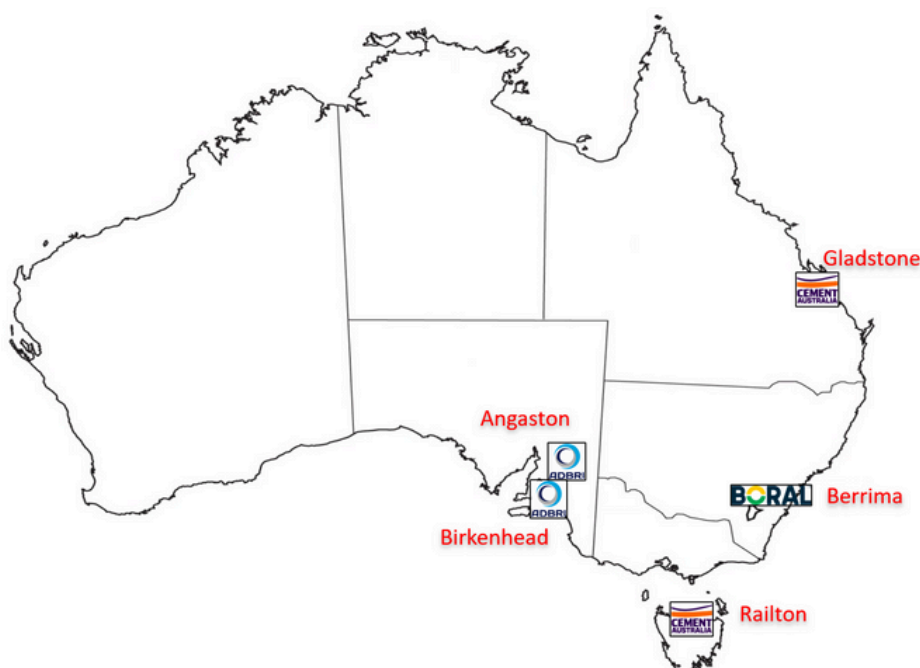 Gladstone
CEMENT
AUSTRALIA
Angaston
ADBRI
BORAL
Berrima
ADBRI
Birkenhead
CEMENT
AUSTRALIA
Railton